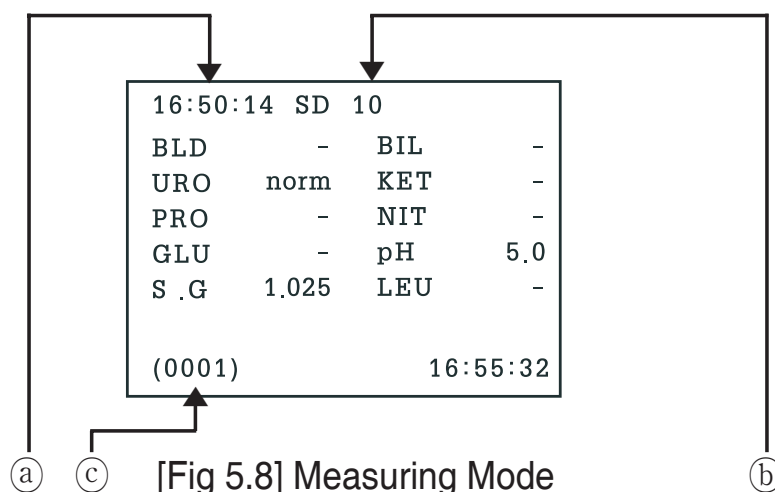 16:50:14 SD 10
BLD - BIL -
URO norm KET -
PRO - NIT -
GLU - pH 5.0
S .G 1.025 LEU -
(0001) 16:55:32
ⓐ ⓒ [Fig 5.8] Measuring Mode ⓑ